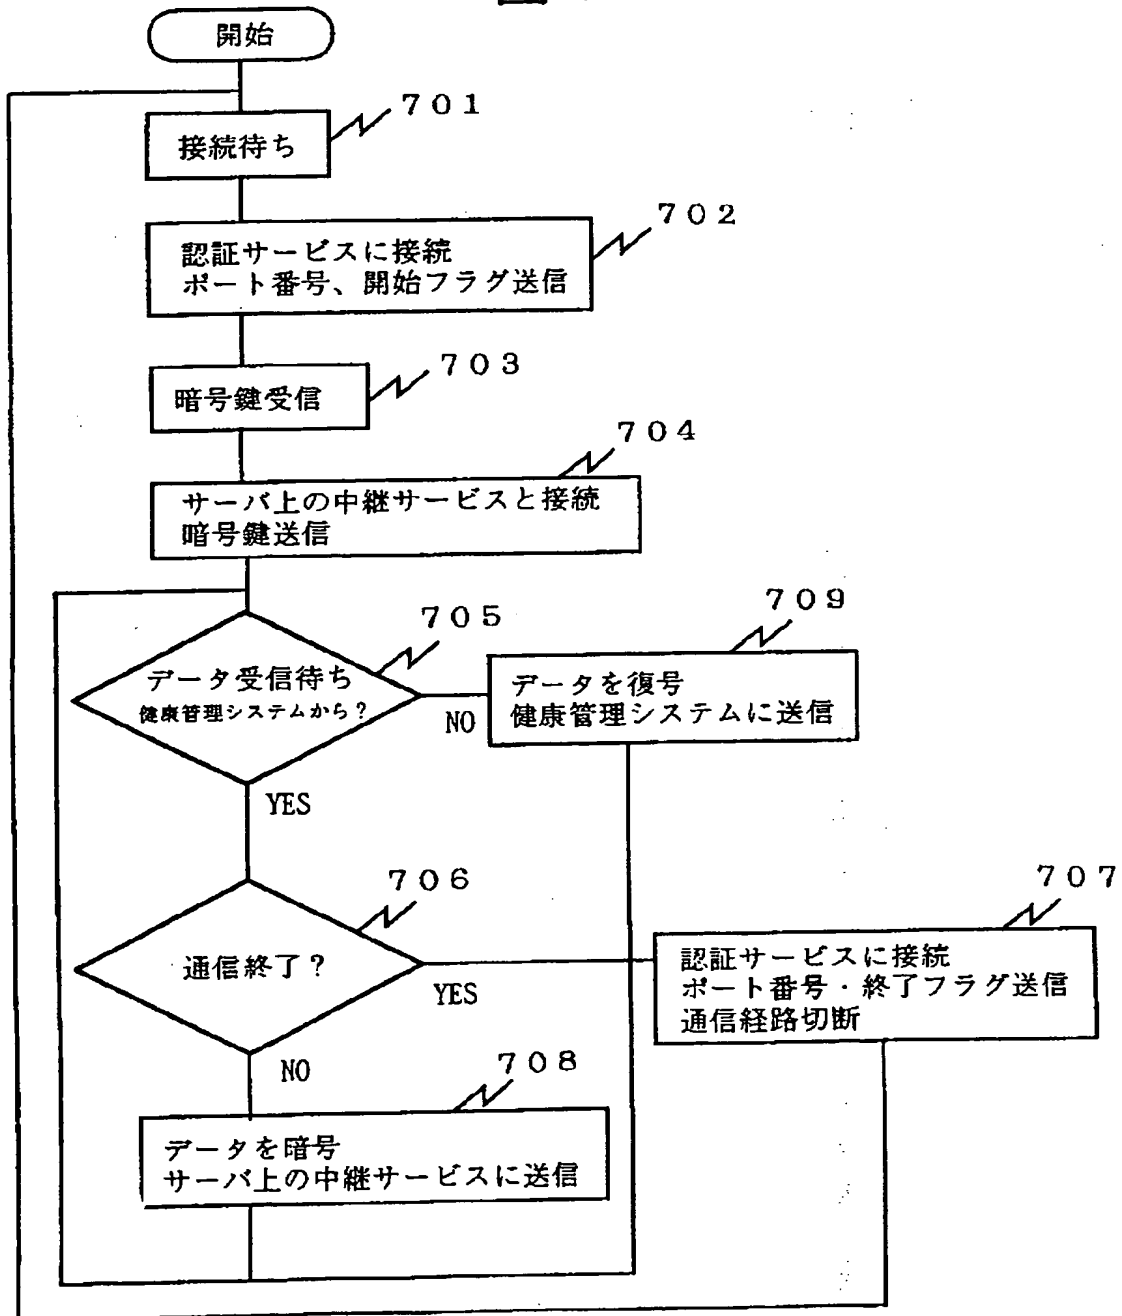 開始
701
接続待ち
702
認証サービスに接続
ポート番号、開始フラグ送信
703
暗号鍵受信
704
サーバ上の中継サービスと接続
暗号鍵送信
705
データ受信待ち
健康管理システムから？
NO
YES
709
データを復号
健康管理システムに送信
706
通信終了？
YES
NO
707
認証サービスに接続
ポート番号・終了フラグ送信
通信経路切断
708
データを暗号
サーバ上の中継サービスに送信